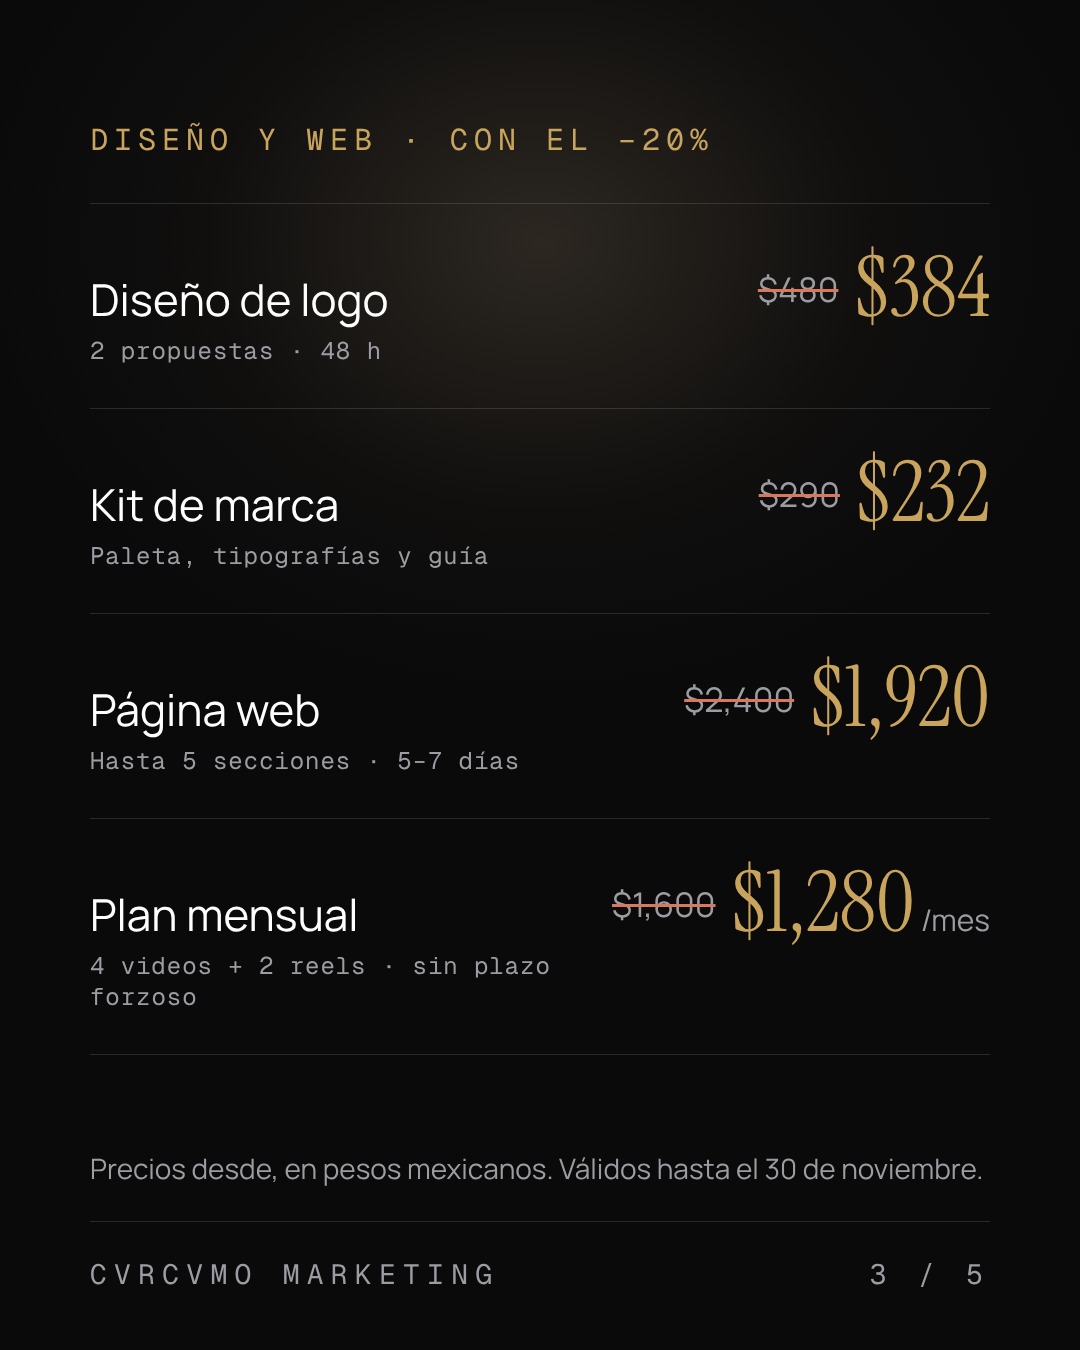 DISEÑO Y WEB · CON EL −20%
Diseño de logo
$480 $384
2 propuestas · 48 h
Kit de marca
$290 $232
Paleta, tipografías y guía
Página web
$2,400 $1,920
Hasta 5 secciones · 5–7 días
Plan mensual
$1,600 $1,280 /mes
4 videos + 2 reels · sin plazo
forzoso
Precios desde, en pesos mexicanos. Válidos hasta el 30 de noviembre.
CVRCVMO MARKETING 3 / 5